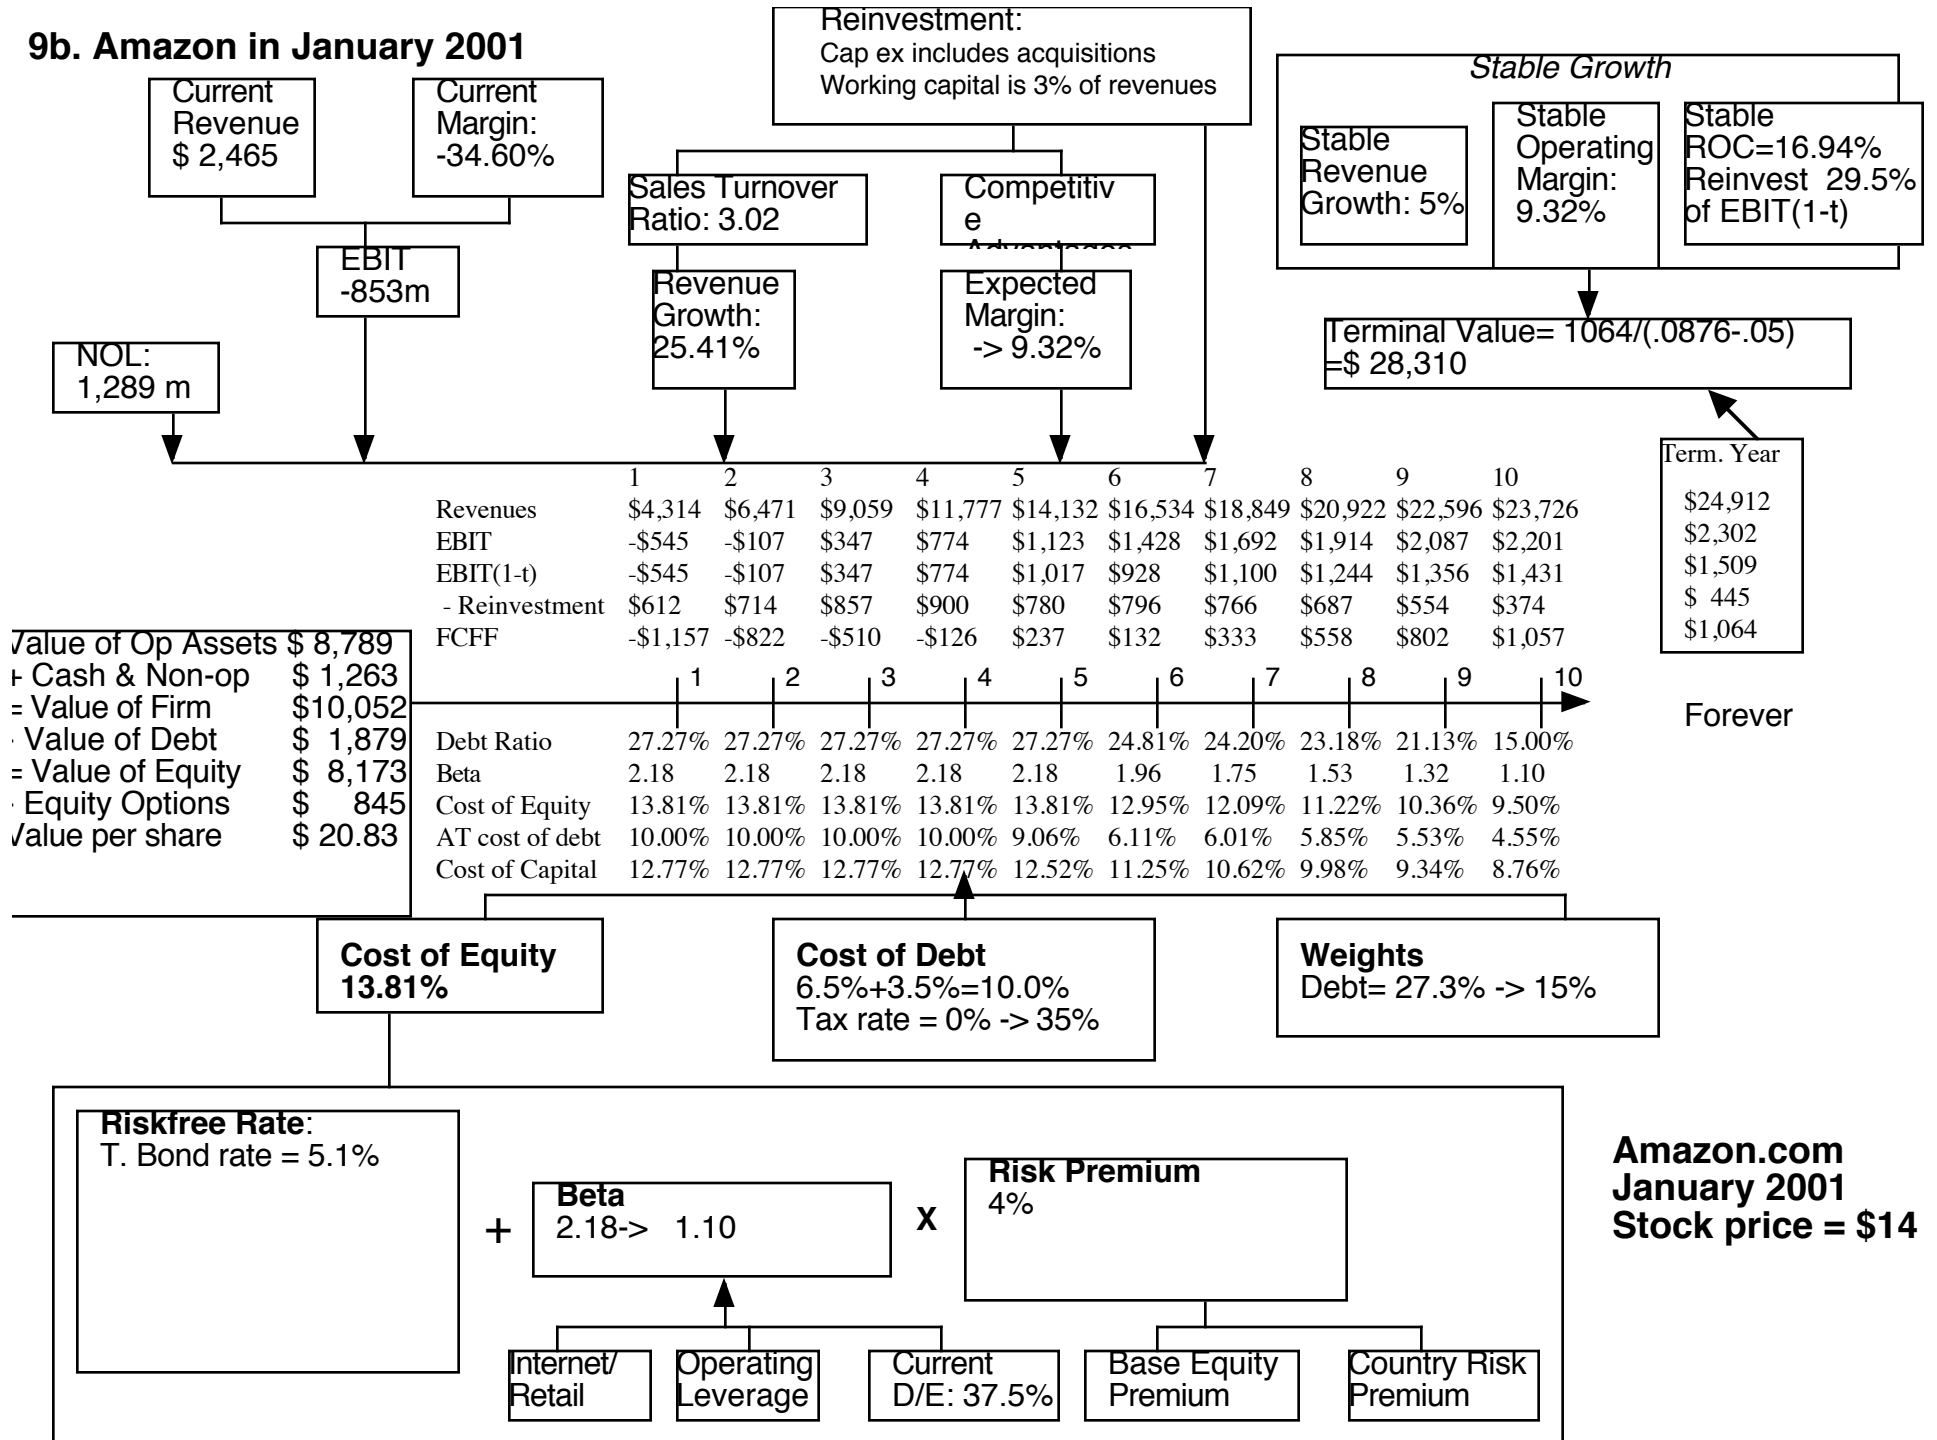 9b. Amazon in January 2001
Reinvestment:
Cap ex includes acquisitions
Working capital is 3% of revenues
Current
Revenue
$ 2,465
Current
Margin:
-34.60%
Stable Growth
Stable
Revenue
Growth: 5%
Stable
Operating
Margin:
9.32%
Stable
ROC=16.94%
Reinvest 29.5%
of EBIT(1-t)
Sales Turnover
Ratio: 3.02
Competitiv
e
Advantages
EBIT
-853m
Revenue
Growth:
25.41%
Expected
Margin:
-> 9.32%
NOL:
1,289 m
Terminal Value= 1064/(.0876-.05)
=$ 28,310
Term. Year
$24,912
$2,302
$1,509
$ 445
$1,064
1 2 3 4 5 6 7 8 9 10
Revenues $4,314 $6,471 $9,059 $11,777 $14,132 $16,534 $18,849 $20,922 $22,596 $23,726
EBIT -$545 -$107 $347 $774 $1,123 $1,428 $1,692 $1,914 $2,087 $2,201
EBIT(1-t) -$545 -$107 $347 $774 $1,017 $928 $1,100 $1,244 $1,356 $1,431
- Reinvestment $612 $714 $857 $900 $780 $796 $766 $687 $554 $374
FCFF -$1,157 -$822 -$510 -$126 $237 $132 $333 $558 $802 $1,057
1 2 3 4 5 6 7 8 9 10
Forever
Value of Op Assets $ 8,789
+ Cash & Non-op $ 1,263
= Value of Firm $10,052
- Value of Debt $ 1,879
= Value of Equity $ 8,173
- Equity Options $ 845
Value per share $ 20.83
Debt Ratio 27.27% 27.27% 27.27% 27.27% 27.27% 24.81% 24.20% 23.18% 21.13% 15.00%
Beta 2.18 2.18 2.18 2.18 2.18 1.96 1.75 1.53 1.32 1.10
Cost of Equity 13.81% 13.81% 13.81% 13.81% 13.81% 12.95% 12.09% 11.22% 10.36% 9.50%
AT cost of debt 10.00% 10.00% 10.00% 10.00% 9.06% 6.11% 6.01% 5.85% 5.53% 4.55%
Cost of Capital 12.77% 12.77% 12.77% 12.77% 12.52% 11.25% 10.62% 9.98% 9.34% 8.76%
Cost of Equity
13.81%
Cost of Debt
6.5%+3.5%=10.0%
Tax rate = 0% -> 35%
Weights
Debt= 27.3% -> 15%
Riskfree Rate:
T. Bond rate = 5.1%
+
Beta
2.18-> 1.10
X
Risk Premium
4%
Amazon.com
January 2001
Stock price = $14
Internet/
Retail
Operating
Leverage
Current
D/E: 37.5%
Base Equity
Premium
Country Risk
Premium